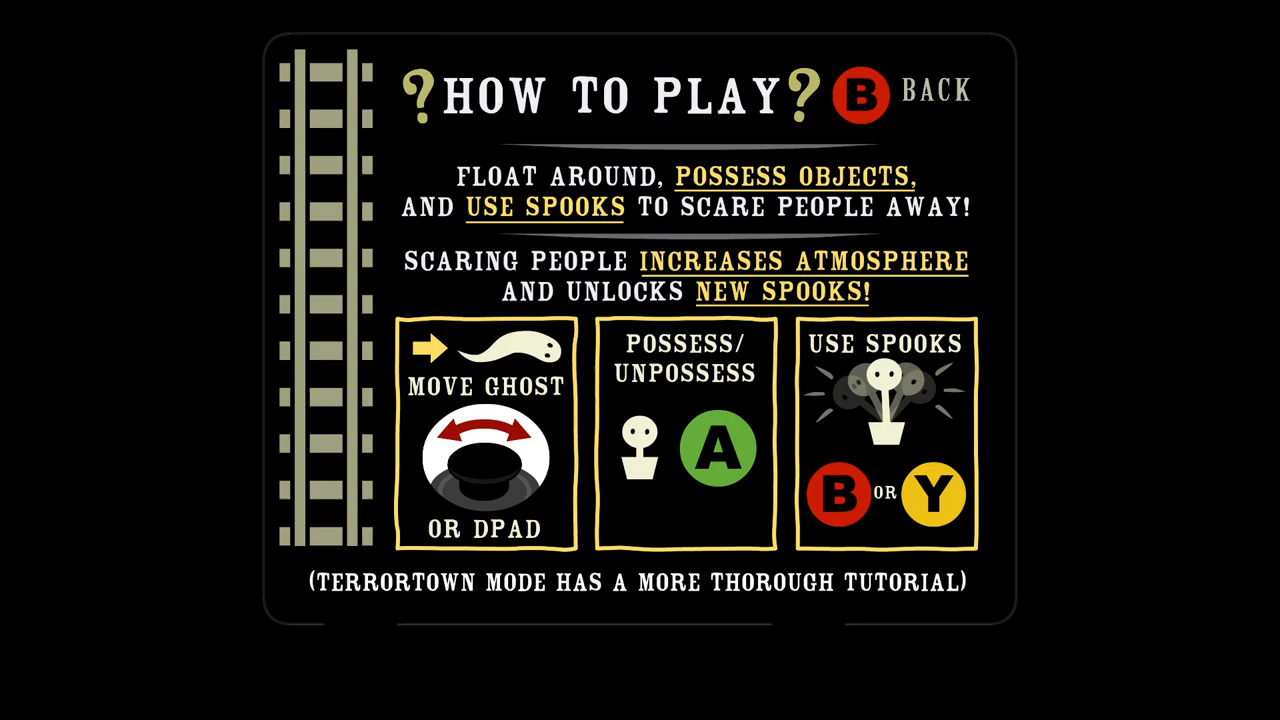 ?HOW TO PLAY? B BACK
FLOAT AROUND, POSSESS OBJECTS,
AND USE SPOOKS TO SCARE PEOPLE AWAY!
SCARING PEOPLE INCREASES ATMOSPHERE
AND UNLOCKS NEW SPOOKS!
MOVE GHOST
OR DPAD
POSSESS/
UNPOSSESS
A
USE SPOOKS
B OR Y
(TERRORTOWN MODE HAS A MORE THOROUGH TUTORIAL)